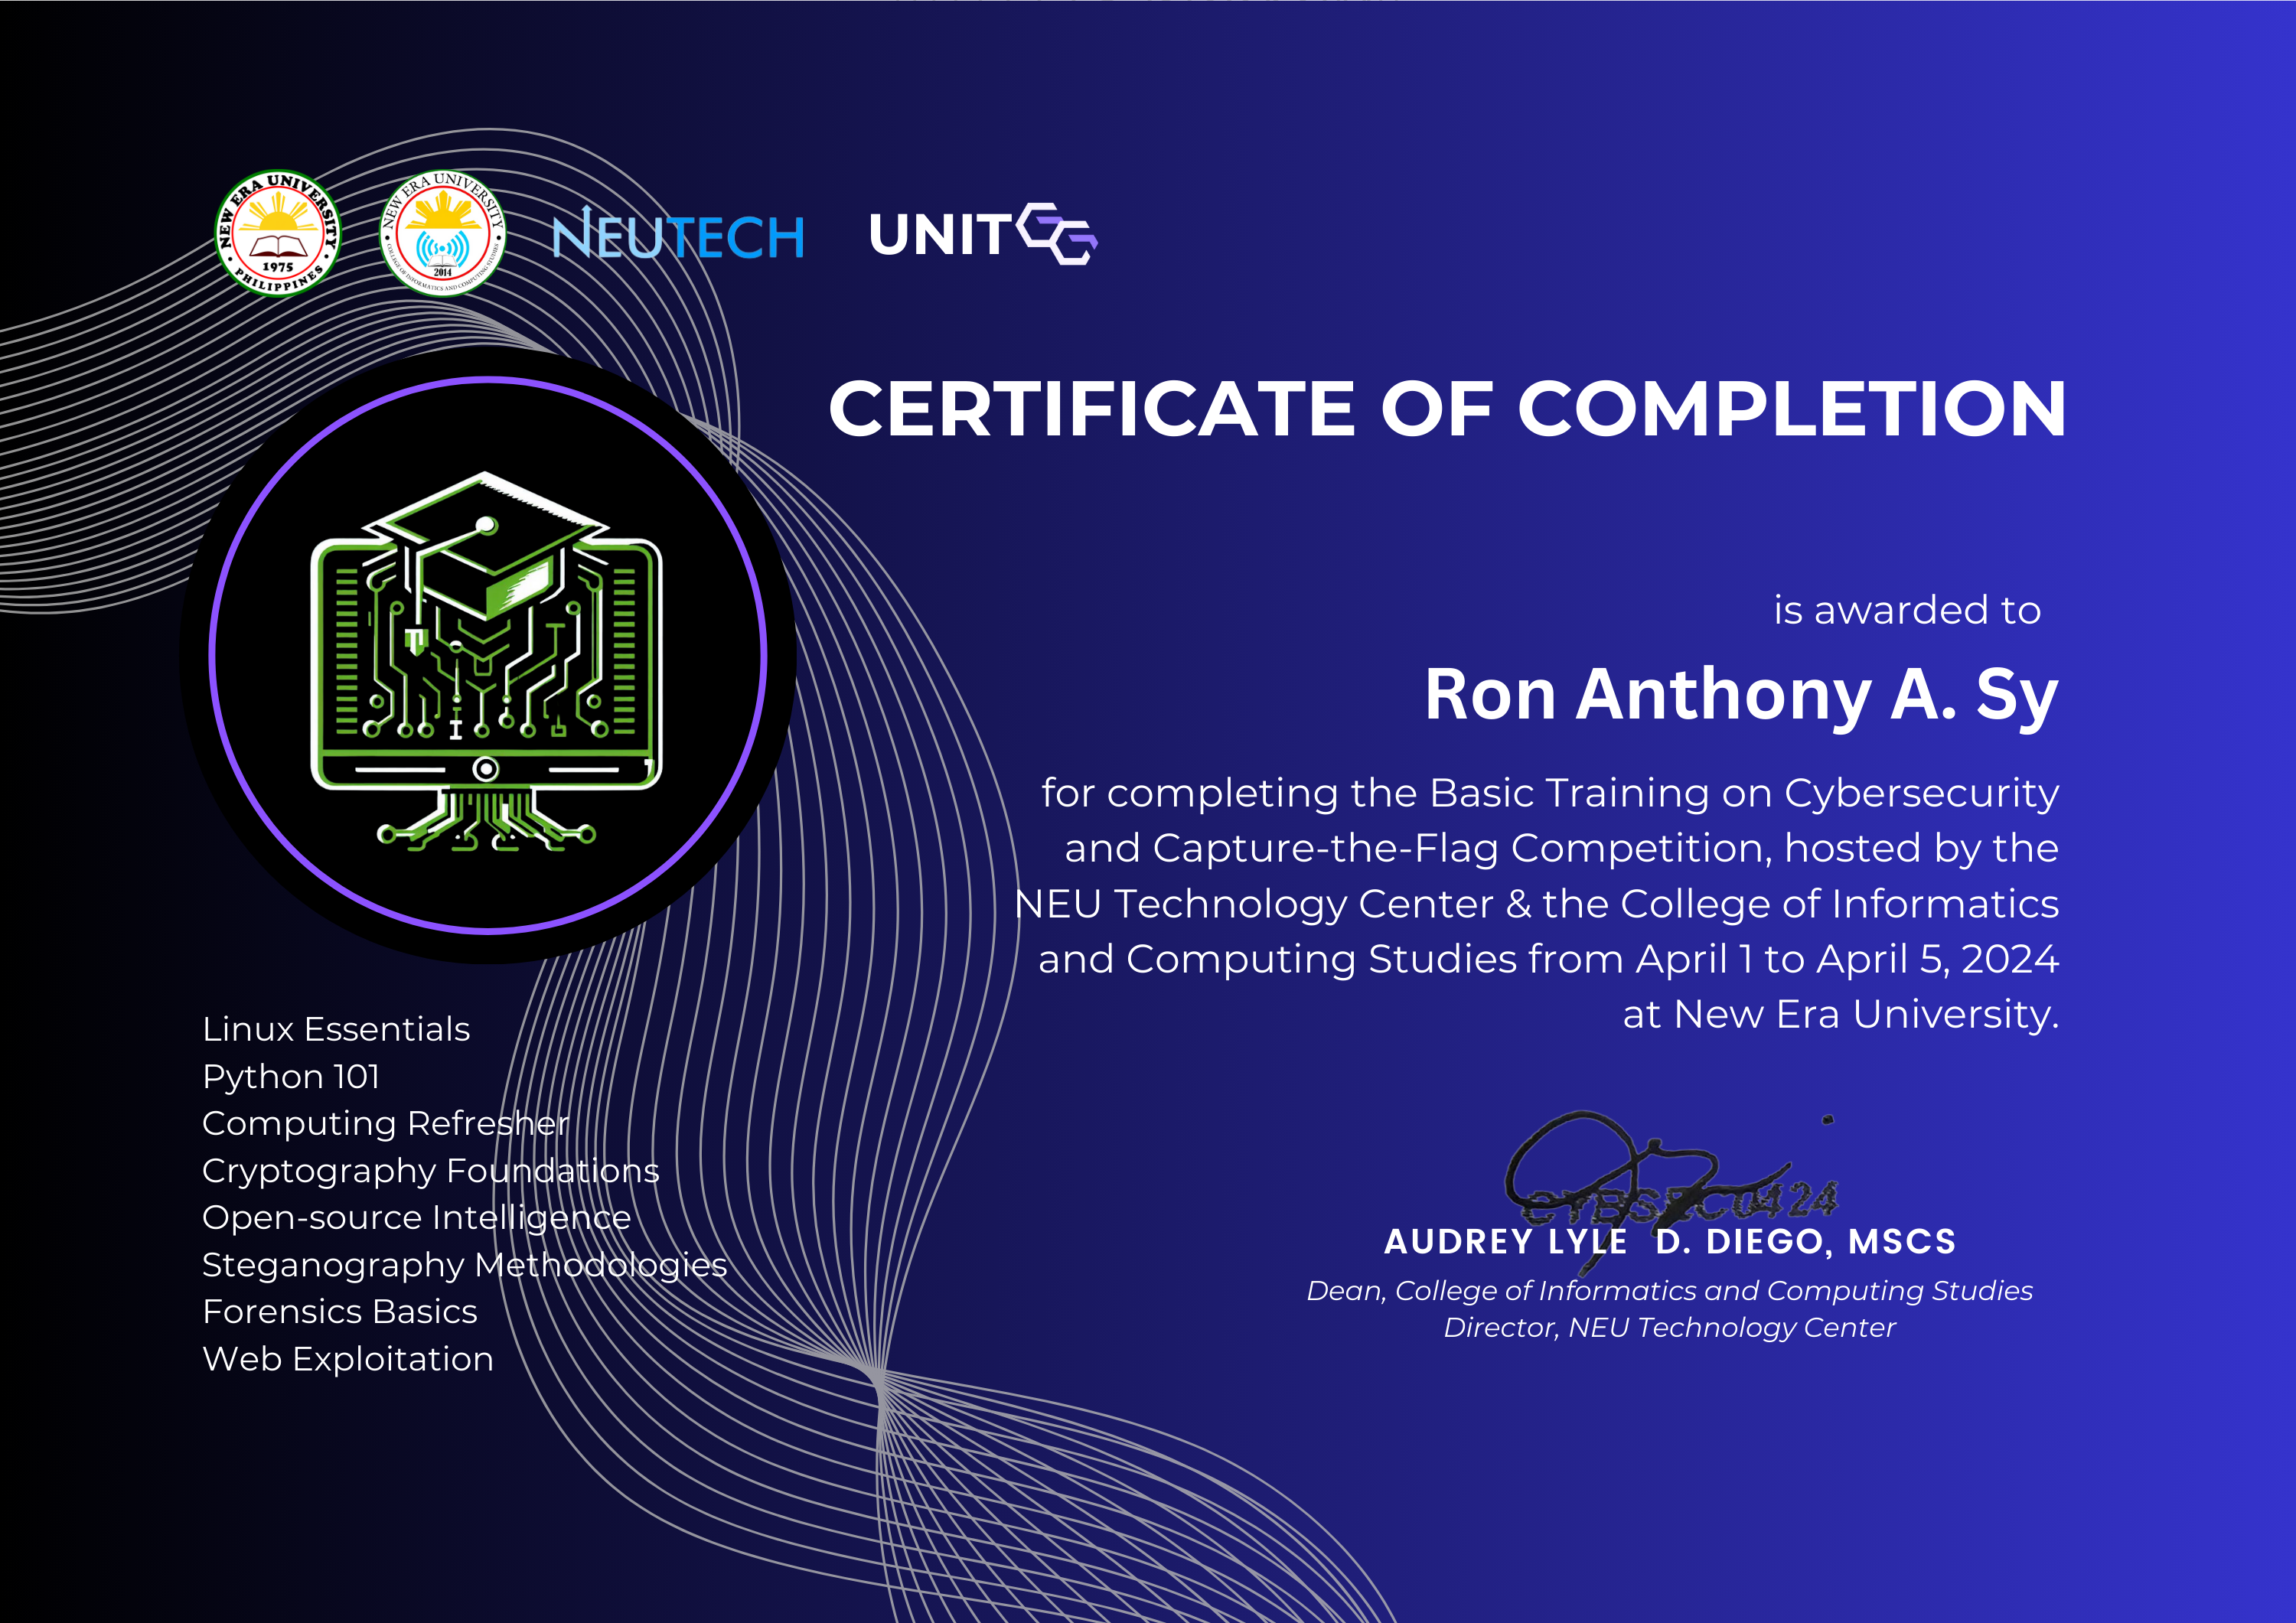 NEW ERA UNIVERSITY
1975
PHILIPPINES
NEW ERA UNIVERSITY
2014
COLLEGE OF INFORMATICS AND COMPUTING STUDIES
NEUTECH
UNIT
CERTIFICATE OF COMPLETION
is awarded to
Ron Anthony A. Sy
for completing the Basic Training on Cybersecurity
and Capture-the-Flag Competition, hosted by the
NEU Technology Center & the College of Informatics
and Computing Studies from April 1 to April 5, 2024
at New Era University.
Linux Essentials
Python 101
Computing Refresher
Cryptography Foundations
Open-source Intelligence
Steganography Methodologies
Forensics Basics
Web Exploitation
CYBSECU424
AUDREY LYLE D. DIEGO, MSCS
Dean, College of Informatics and Computing Studies
Director, NEU Technology Center